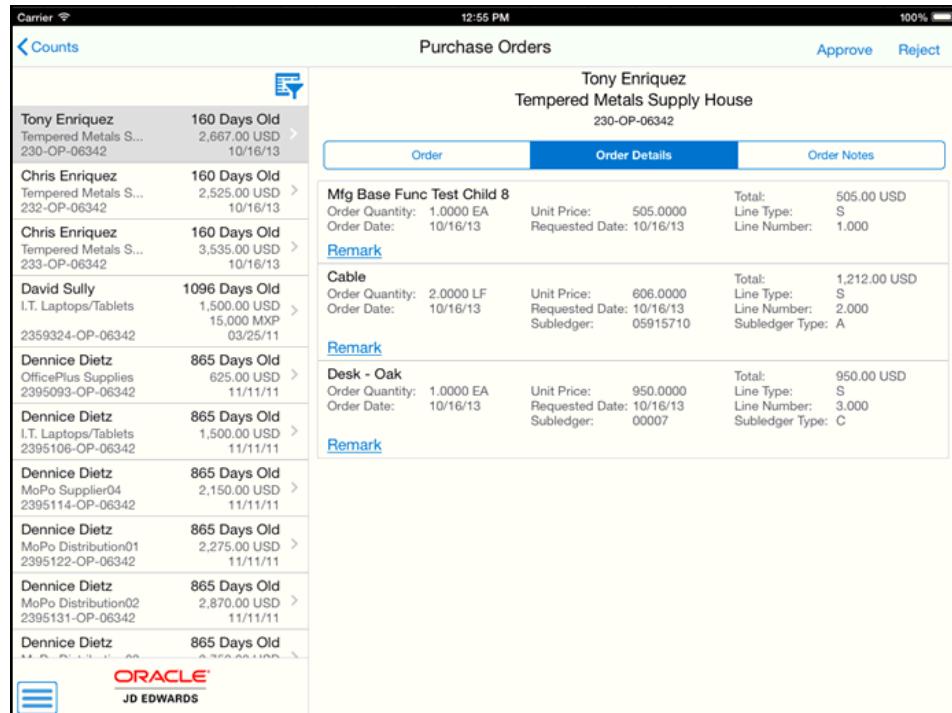 Carrier 12:55 PM 100%
Counts Purchase Orders Approve Reject
Tony Enriquez 160 Days Old
Tempered Metals S... 2,667.00 USD
230-OP-06342 10/16/13
Chris Enriquez 160 Days Old
Tempered Metals S... 2,525.00 USD
232-OP-06342 10/16/13
Chris Enriquez 160 Days Old
Tempered Metals S... 3,535.00 USD
233-OP-06342 10/16/13
David Sully 1096 Days Old
I.T. Laptops/Tablets 1,500.00 USD
15,000 MXP
2359324-OP-06342 03/25/11
Dennice Dietz 865 Days Old
OfficePlus Supplies 625.00 USD
2395093-OP-06342 11/11/11
Dennice Dietz 865 Days Old
I.T. Laptops/Tablets 1,500.00 USD
2395106-OP-06342 11/11/11
Dennice Dietz 865 Days Old
MoPo Supplier04 2,150.00 USD
2395114-OP-06342 11/11/11
Dennice Dietz 865 Days Old
MoPo Distribution01 2,275.00 USD
2395122-OP-06342 11/11/11
Dennice Dietz 865 Days Old
MoPo Distribution02 2,870.00 USD
2395131-OP-06342 11/11/11
Dennice Dietz 865 Days Old
ORACLE
JD EDWARDS
Tony Enriquez
Tempered Metals Supply House
230-OP-06342
Order Order Details Order Notes
Mfg Base Func Test Child 8 Total: 505.00 USD
Order Quantity: 1.0000 EA Unit Price: 505.0000 Line Type: S
Order Date: 10/16/13 Requested Date: 10/16/13 Line Number: 1.000
Remark
Cable Total: 1,212.00 USD
Order Quantity: 2.0000 LF Unit Price: 606.0000 Line Type: S
Order Date: 10/16/13 Requested Date: 10/16/13 Line Number: 2.000
Subledger: 05915710 Subledger Type: A
Remark
Desk - Oak Total: 950.00 USD
Order Quantity: 1.0000 EA Unit Price: 950.0000 Line Type: S
Order Date: 10/16/13 Requested Date: 10/16/13 Line Number: 3.000
Subledger: 00007 Subledger Type: C
Remark